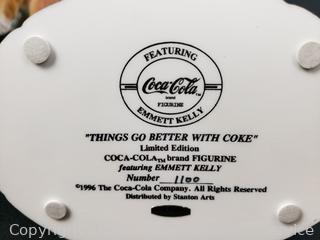 FEATURING
Coca-Cola
brand
FIGURINE
EMMETT KELLY
"THINGS GO BETTER WITH COKE"
Limited Edition
COCA-COLA™ brand FIGURINE
featuring EMMETT KELLY
Number 1100
©1996 The Coca-Cola Company. All Rights Reserved
Distributed by Stanton Arts